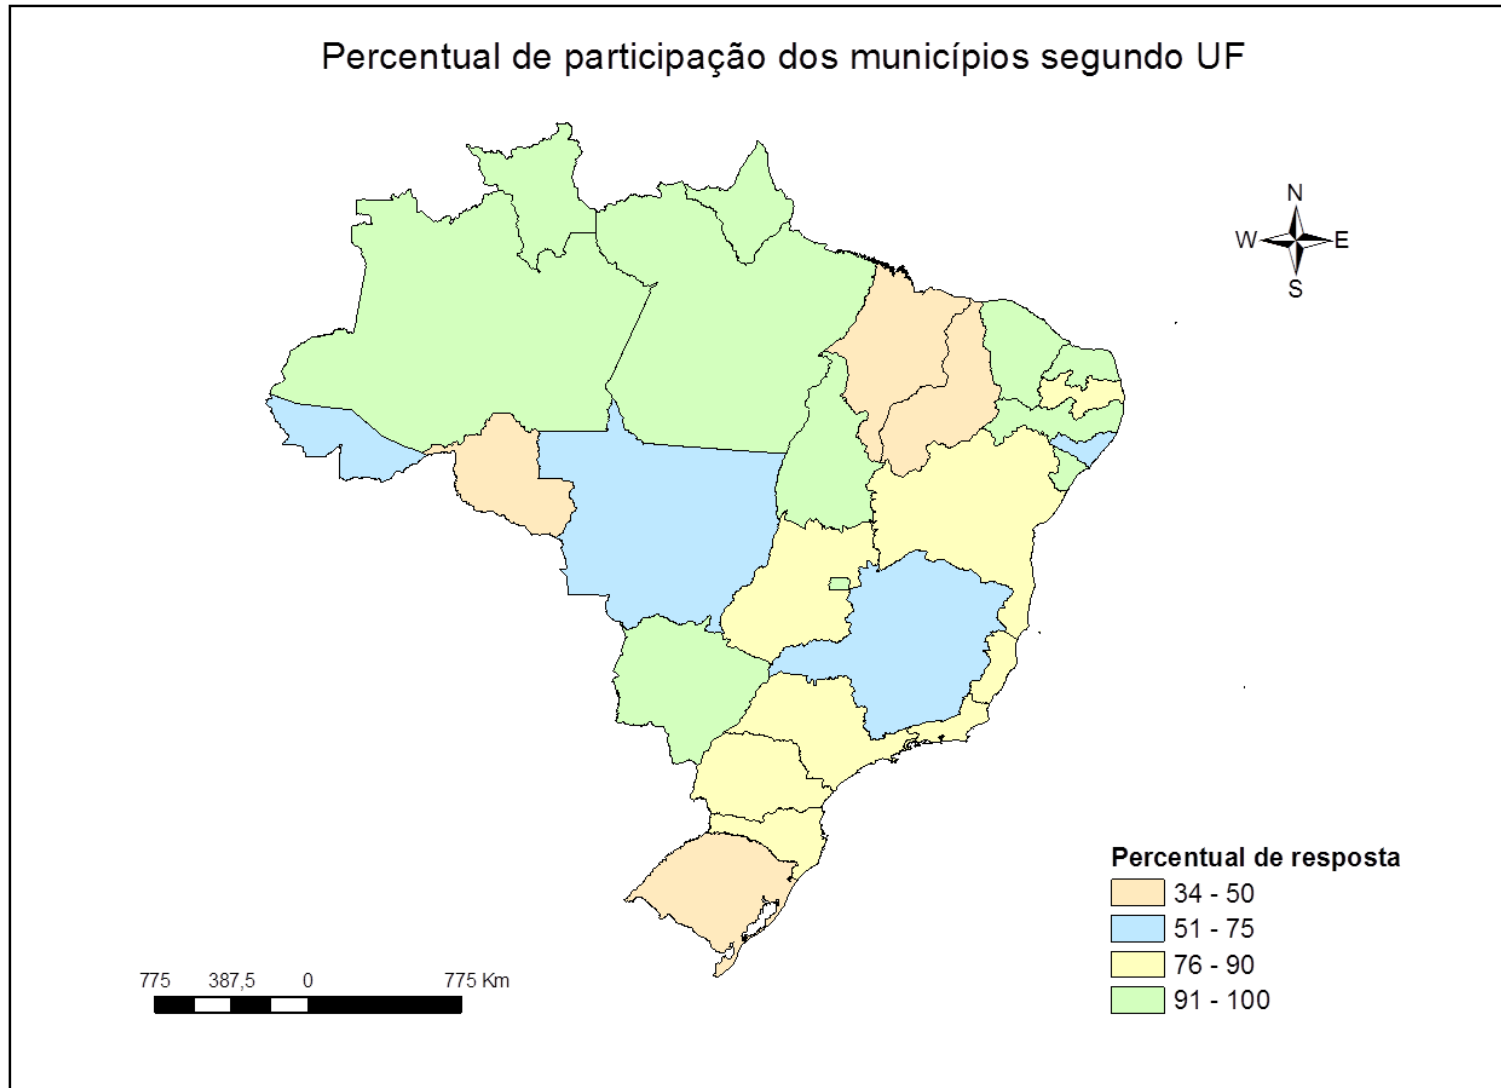 Percentual de participação dos municípios segundo UF
N
W E
S
Percentual de resposta
34 - 50
51 - 75
76 - 90
91 - 100
775 387,5 0 775 Km